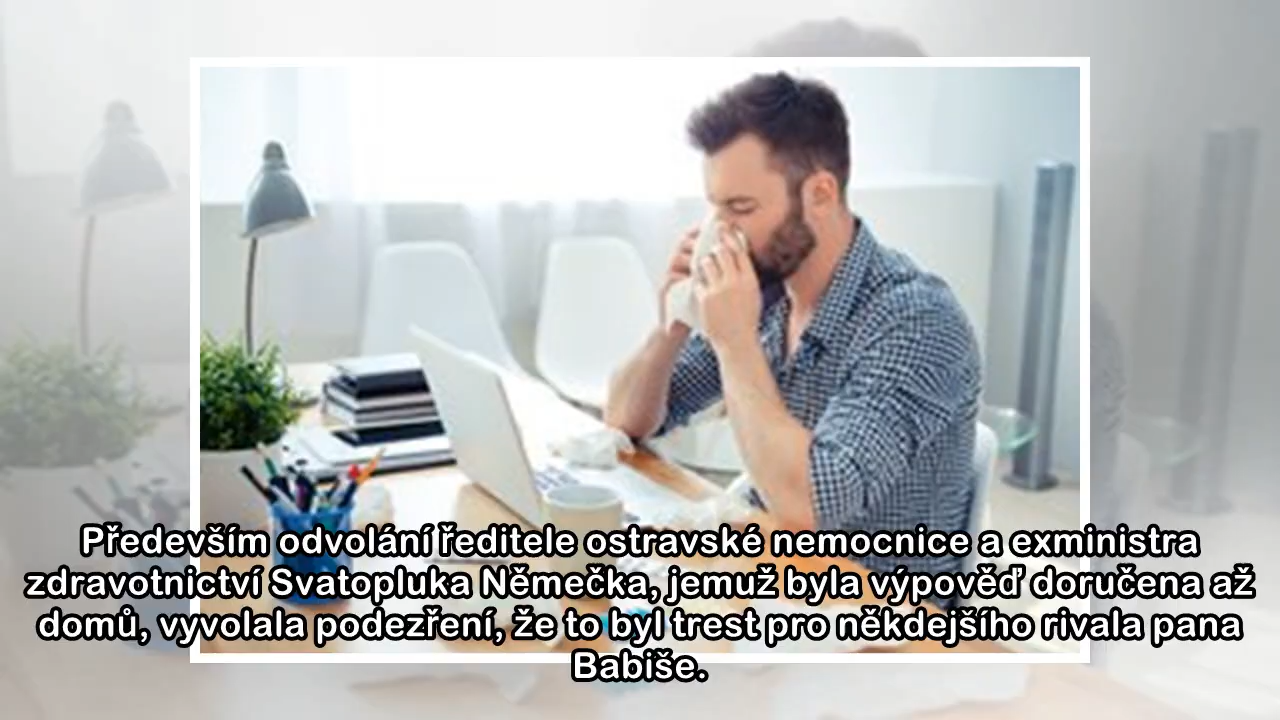 Především odvolání ředitele ostravské nemocnice a exministra
zdravotnictví Svatopluka Němečka, jemuž byla výpověď doručena až
domů, vyvolala podezření, že to byl trest pro někdejšího rivala pana
Babiše.